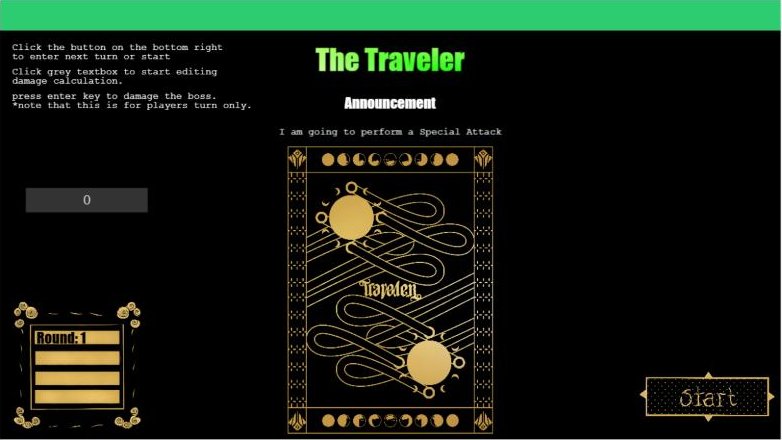 Click the button on the bottom right
to enter next turn or start
Click grey textbox to start editing
damage calculation.
press enter key to damage the boss.
*note that this is for players turn only.
The Traveler
Announcement
I am going to perform a Special Attack
0
Round: 1
Start